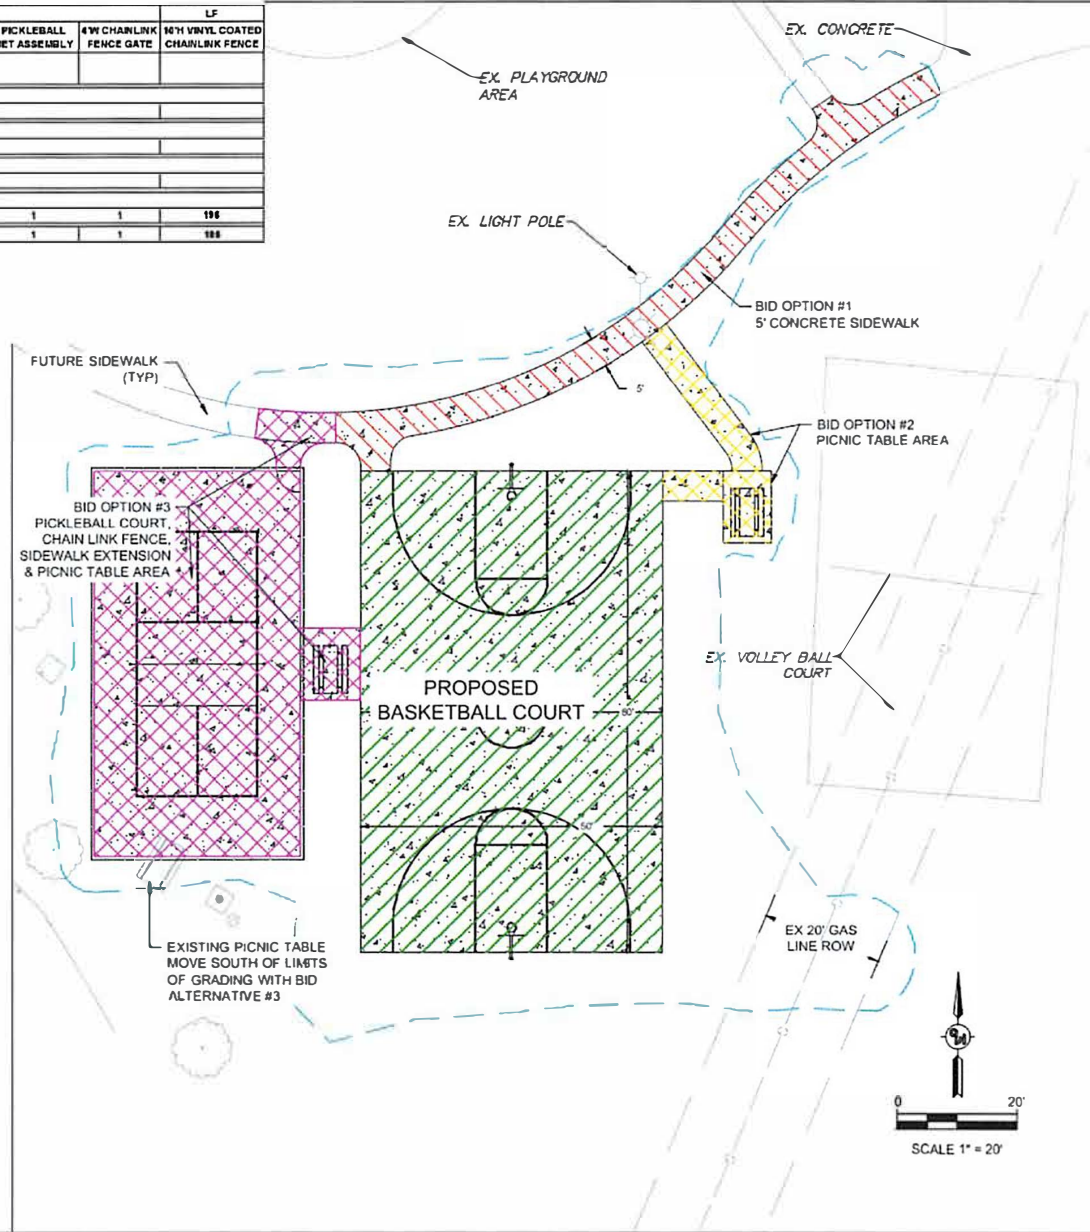 LF
PICKLEBALL
ET ASSEMBLY
4'W CHAINLINK
FENCE GATE
10'H VINYL COATED
CHAINLINK FENCE
1 1 196
1 1
EX. CONCRETE
EX. PLAYGROUND
AREA
EX. LIGHT POLE
BID OPTION #1
5' CONCRETE SIDEWALK
FUTURE SIDEWALK
(TYP)
5'
BID OPTION #2
PICNIC TABLE AREA
BID OPTION #3
PICKLEBALL COURT,
CHAIN LINK FENCE,
SIDEWALK EXTENSION
& PICNIC TABLE AREA
EX. VOLLEY BALL
COURT
PROPOSED
BASKETBALL COURT
80'
50'
EX 20' GAS
LINE ROW
EXISTING PICNIC TABLE
MOVE SOUTH OF LIMITS
OF GRADING WITH BID
ALTERNATIVE #3
0 20'
SCALE 1" = 20'